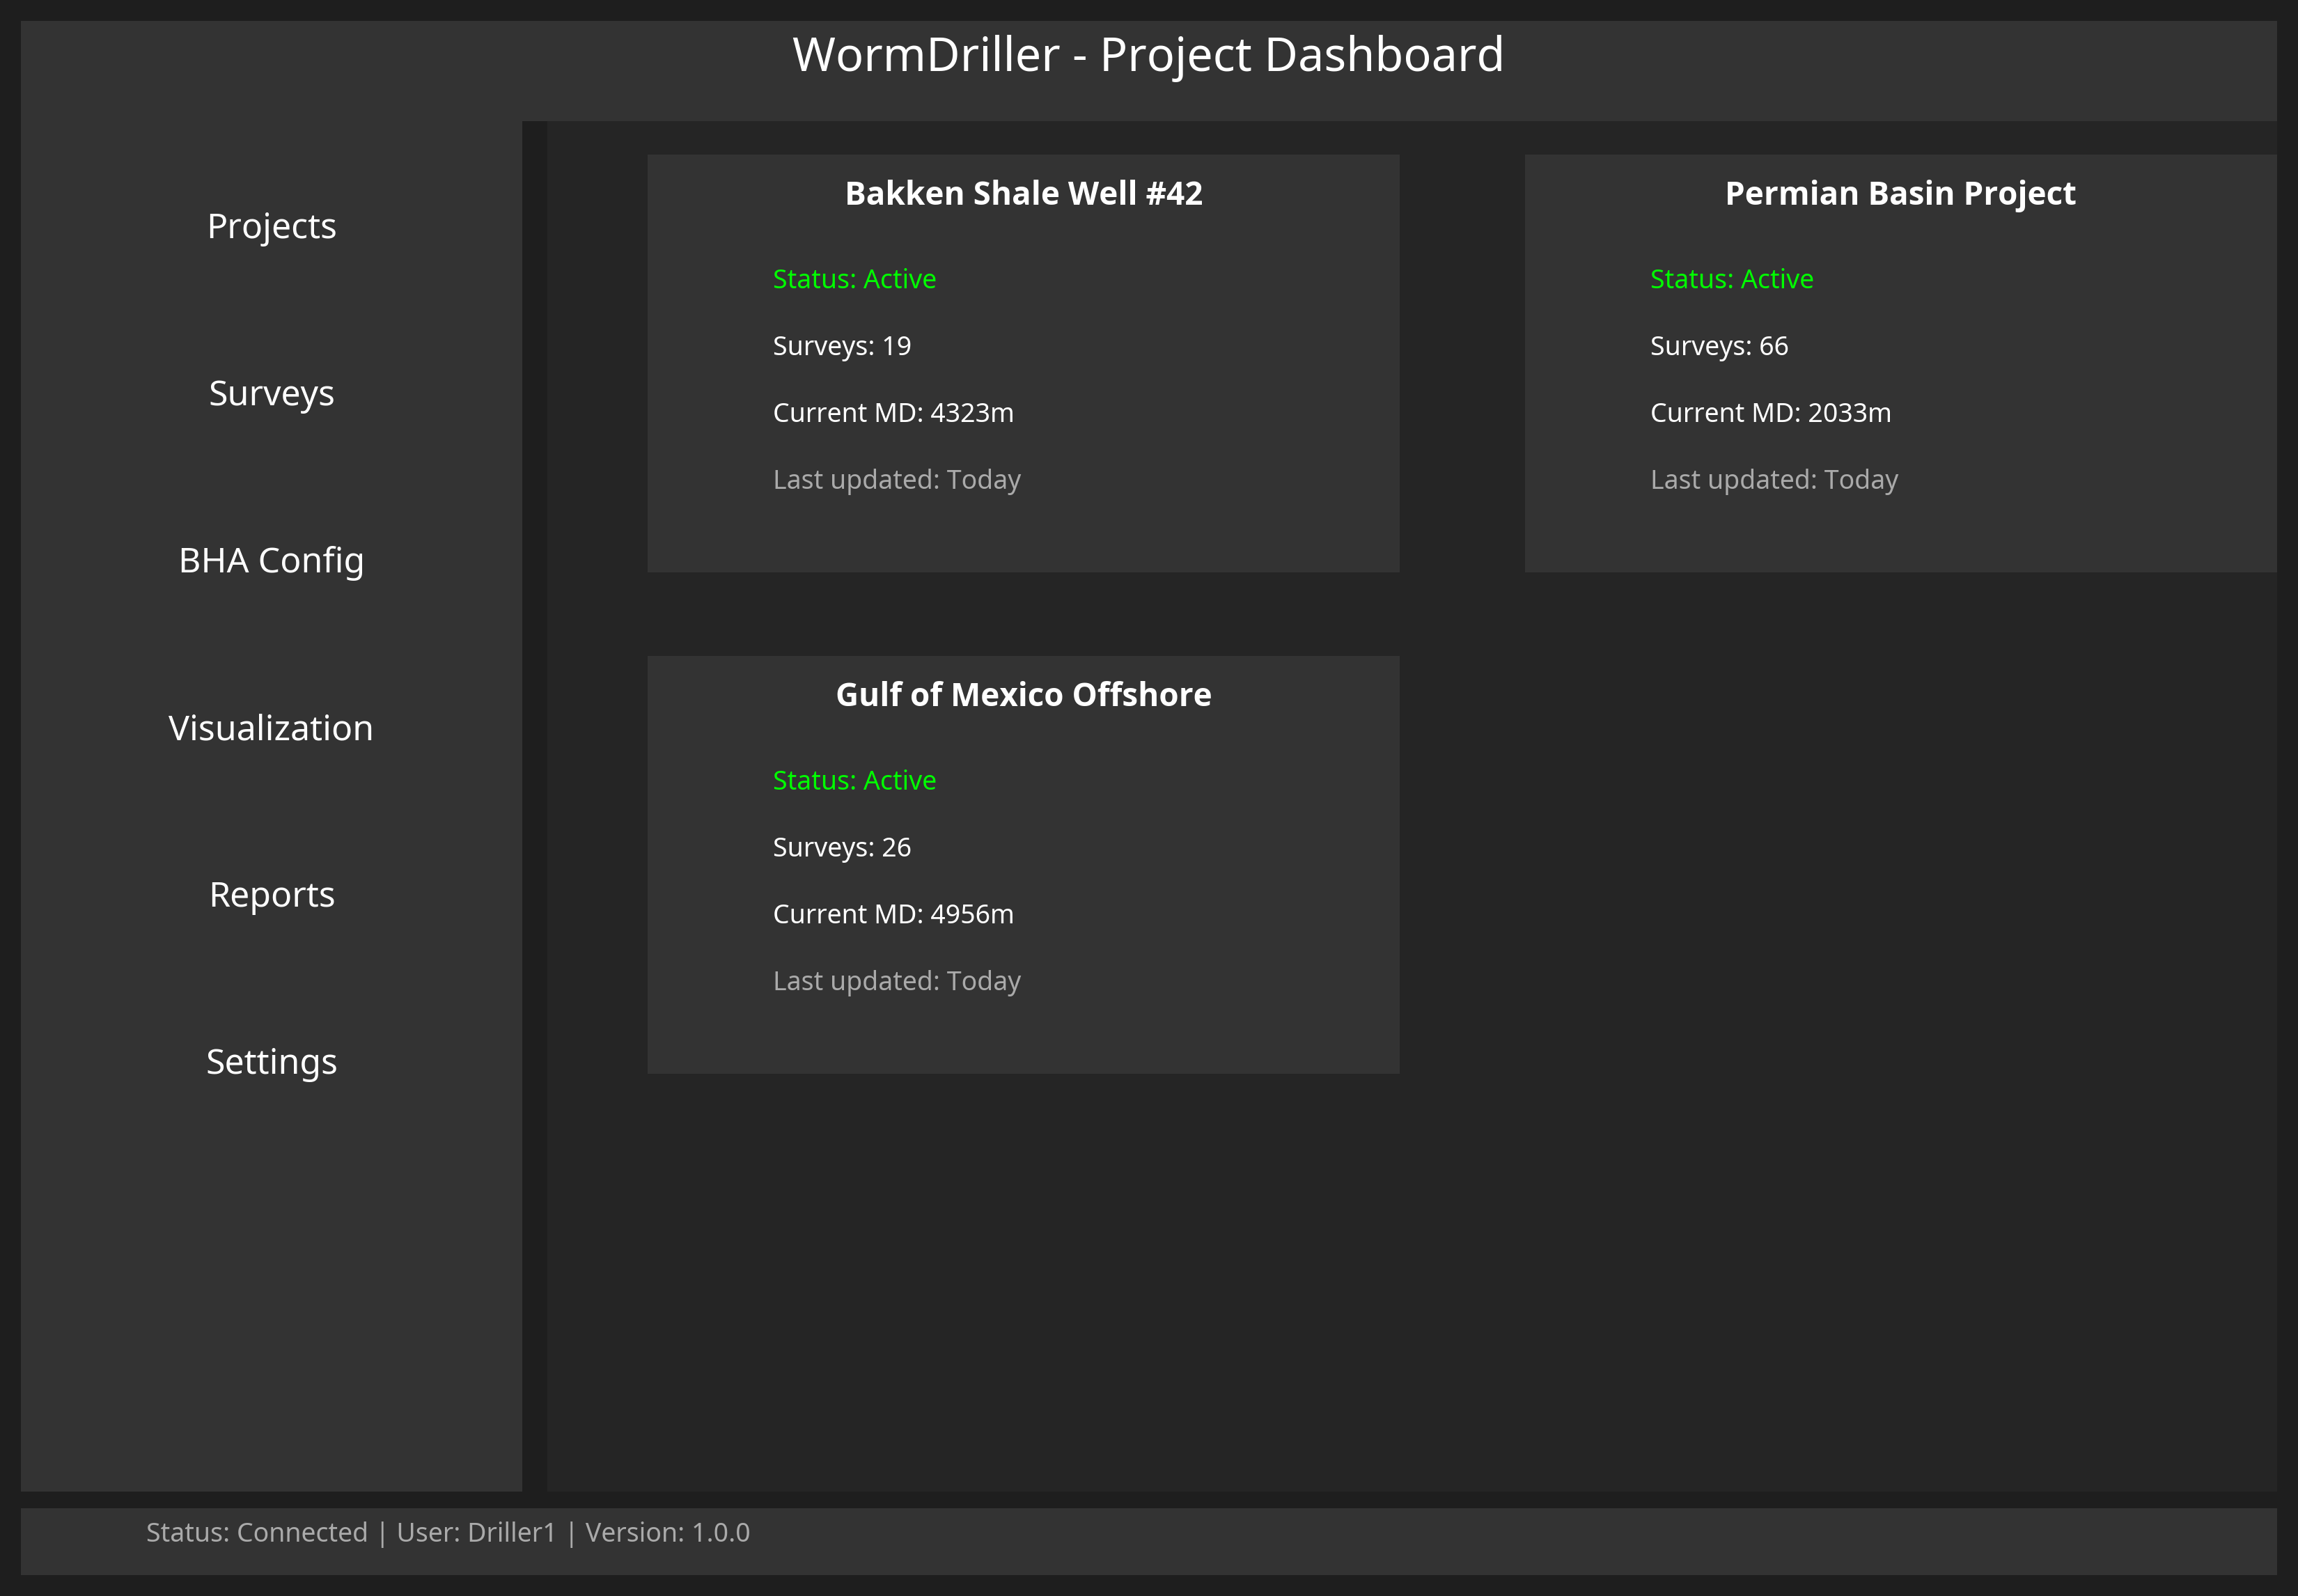 WormDriller - Project Dashboard
Projects
Surveys
BHA Config
Visualization
Reports
Settings
Bakken Shale Well #42
Status: Active
Surveys: 19
Current MD: 4323m
Last updated: Today
Permian Basin Project
Status: Active
Surveys: 66
Current MD: 2033m
Last updated: Today
Gulf of Mexico Offshore
Status: Active
Surveys: 26
Current MD: 4956m
Last updated: Today
Status: Connected | User: Driller1 | Version: 1.0.0